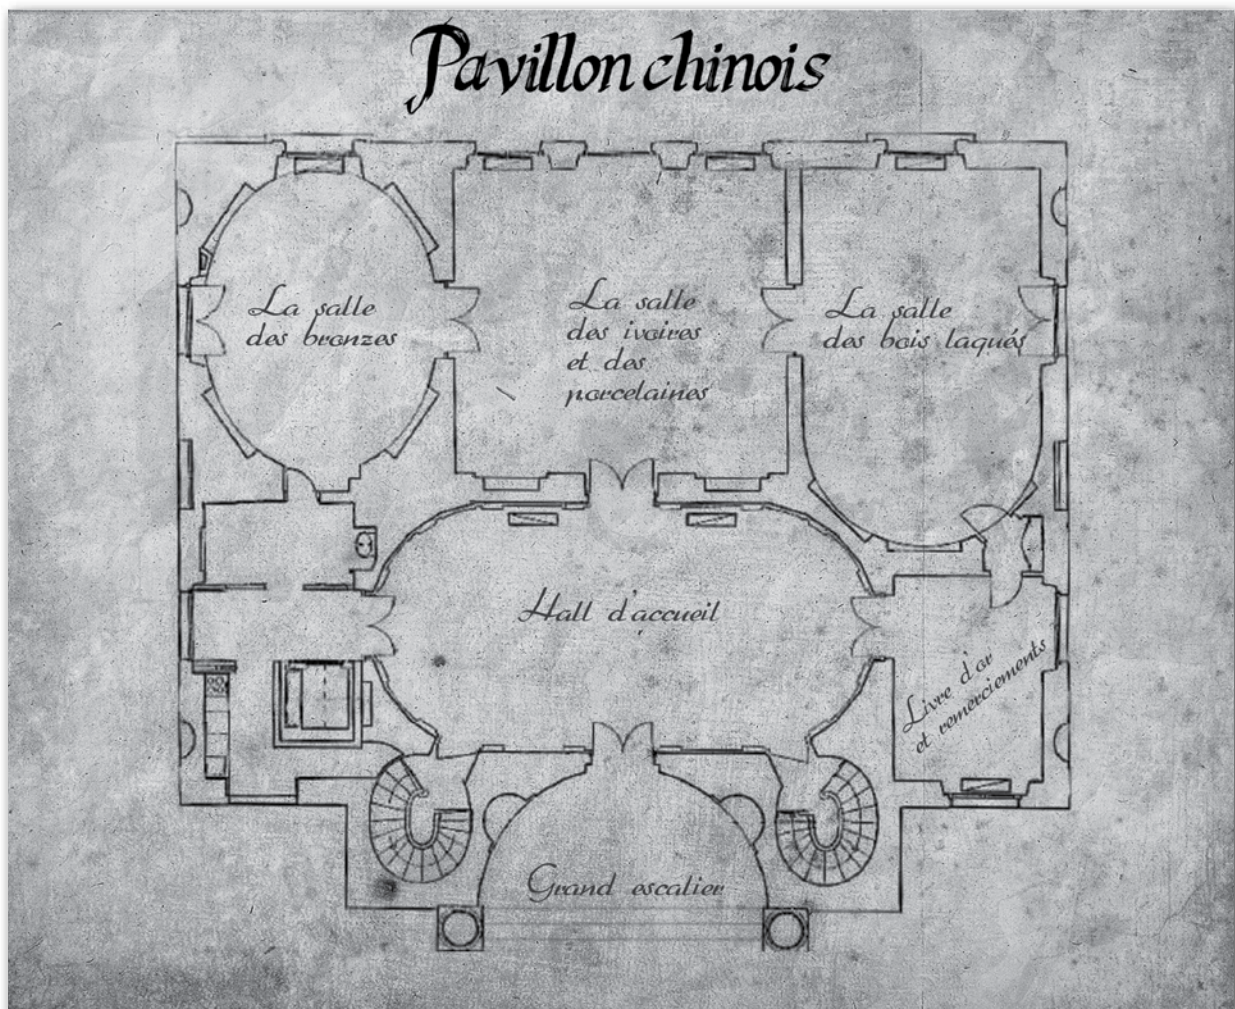 Pavillon chinois
La salle
des bronzes
La salle
des ivoires
et des
porcelaines
La salle
des bois laqués
Hall d'accueil
Livre d'or
et remerciements
Grand escalier